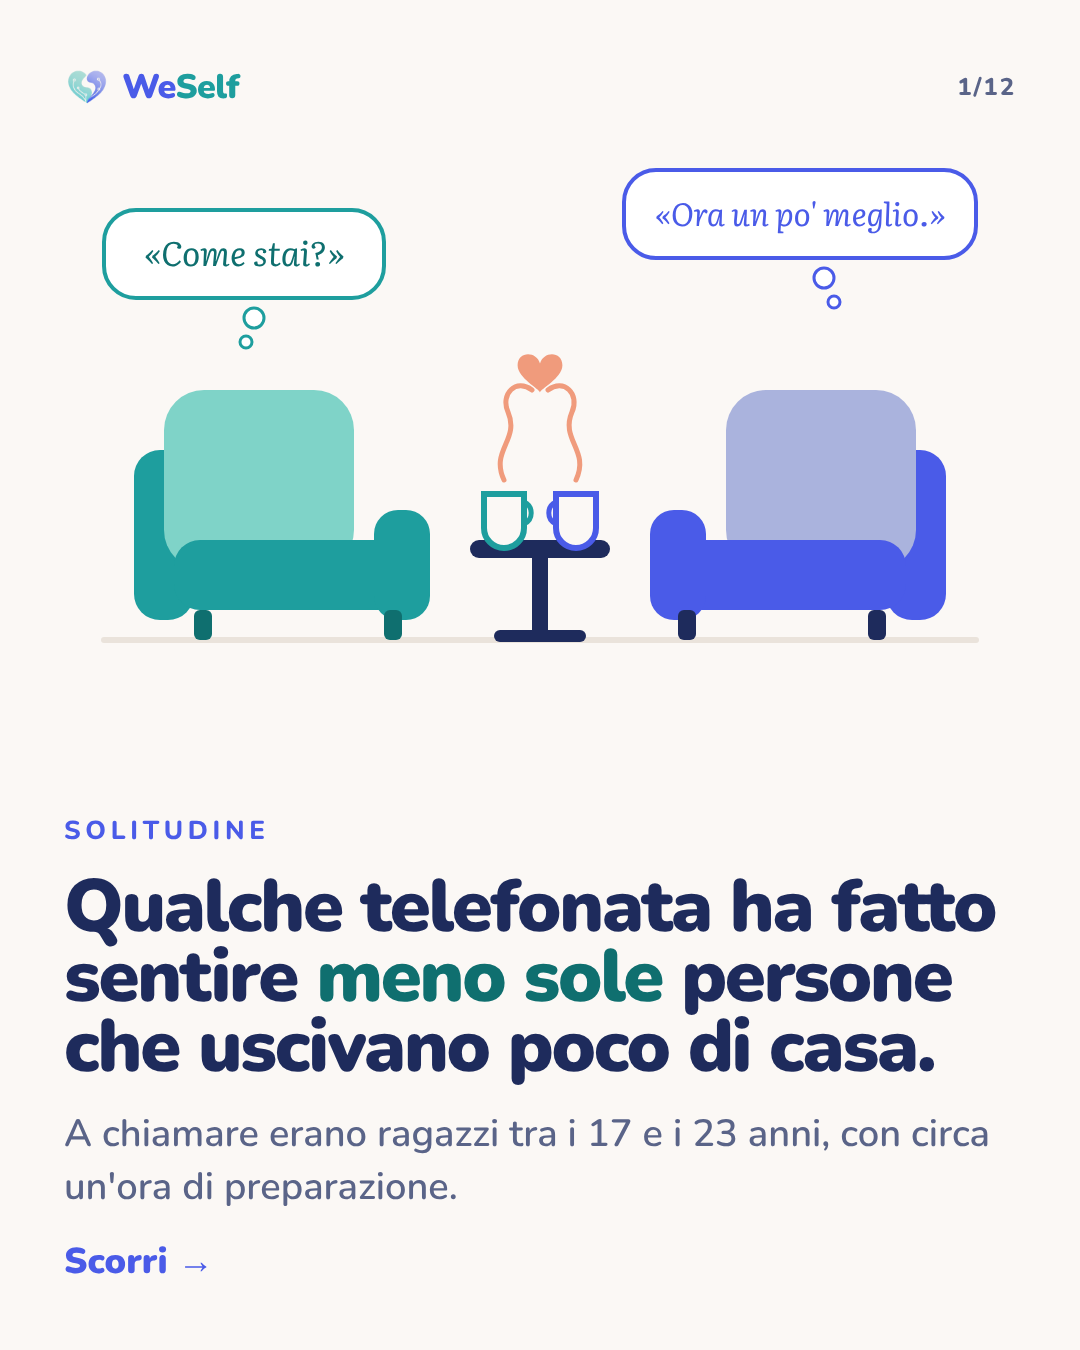 WeSelf
1/12
«Come stai?»
«Ora un po' meglio.»
SOLITUDINE
Qualche telefonata ha fatto
sentire meno sole persone
che uscivano poco di casa.
A chiamare erano ragazzi tra i 17 e i 23 anni, con circa
un'ora di preparazione.
Scorri →